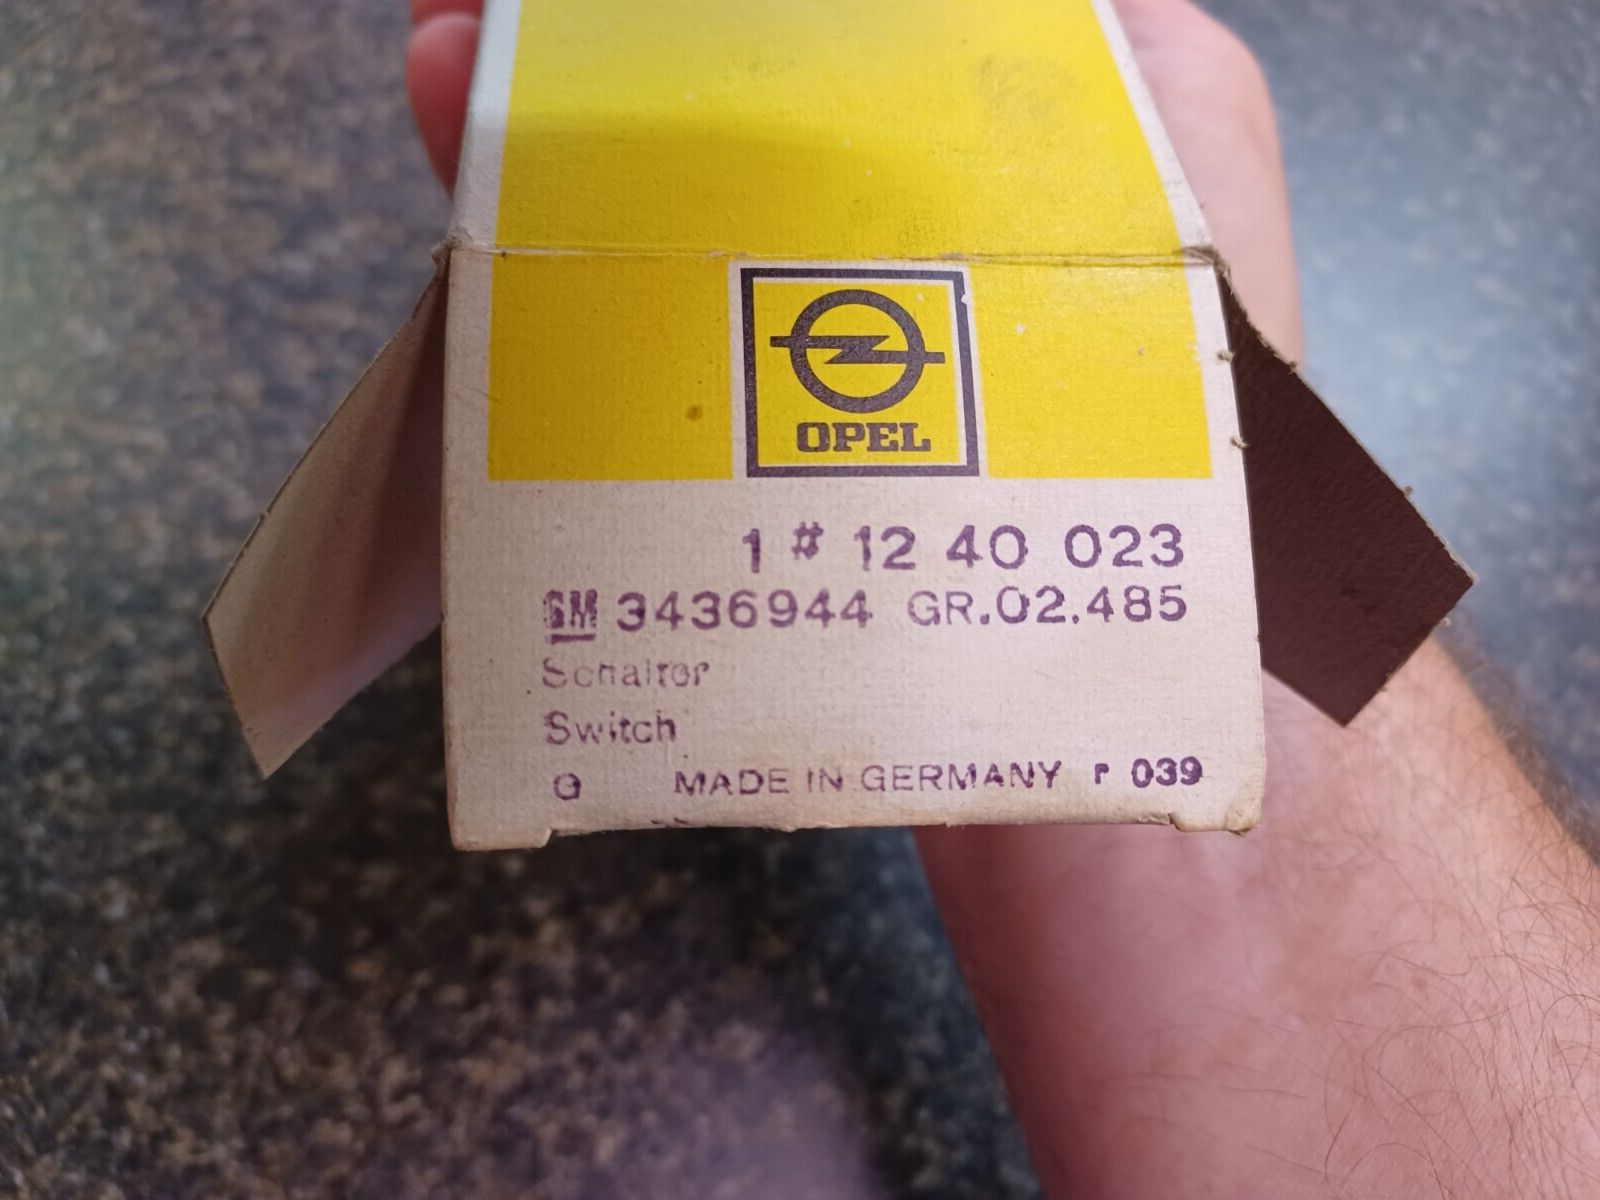 OPEL
1 # 12 40 023
GM 3436944 GR.02.485
Schalter
Switch
G MADE IN GERMANY r 039